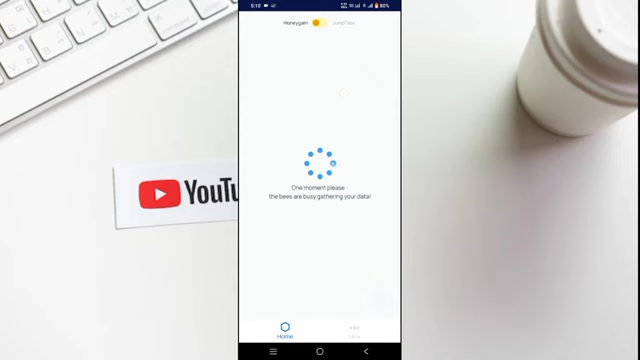 5:10
80%
Honeygain JumpTask
YouTu
One moment please -
the bees are busy gathering your data!
Home